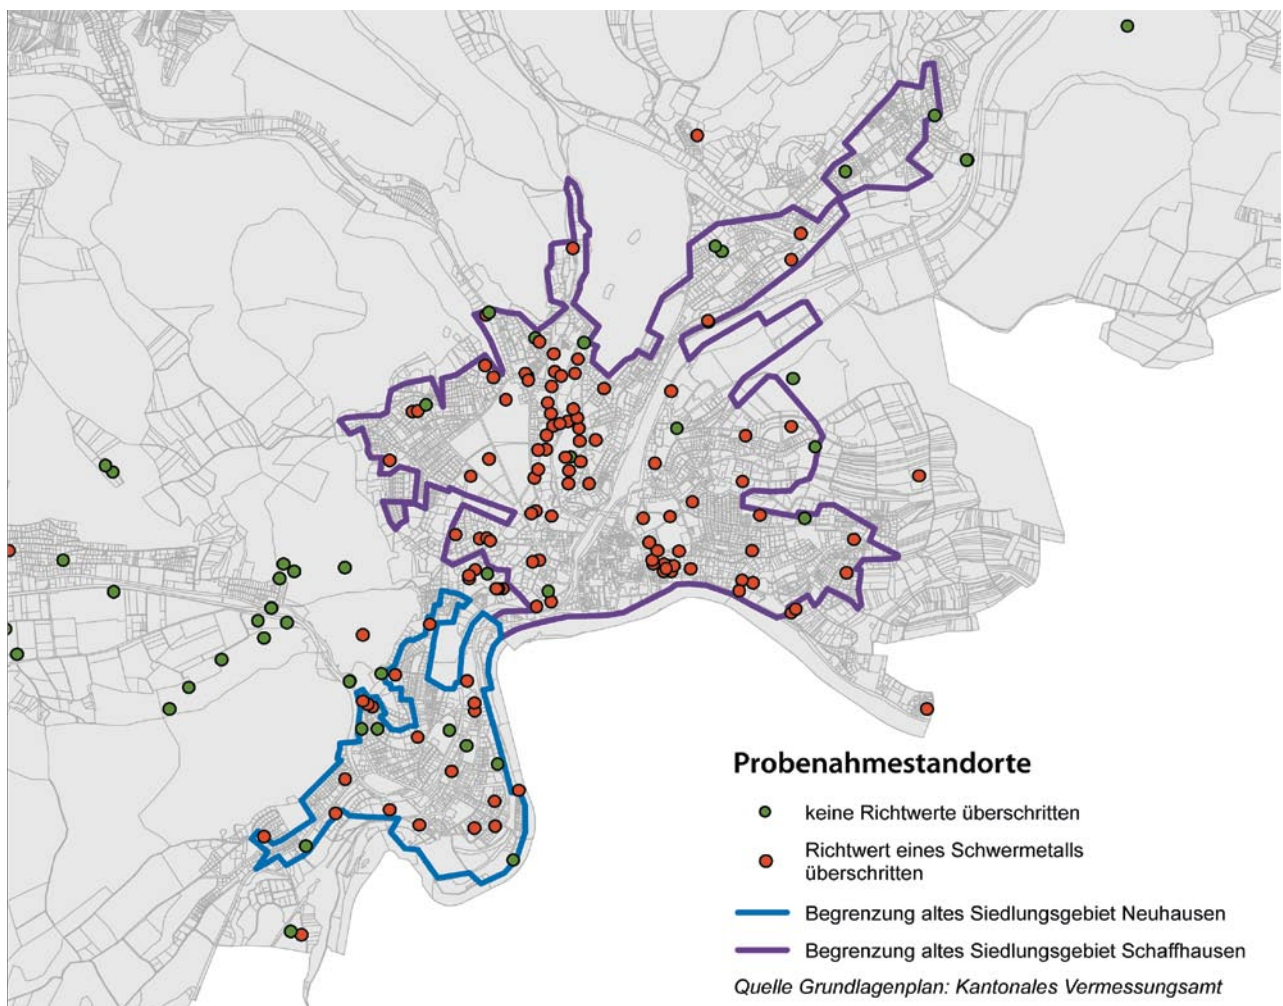 Probenahmestandorte
keine Richtwerte überschritten
Richtwert eines Schwermetalls
überschritten
Begrenzung altes Siedlungsgebiet Neuhausen
Begrenzung altes Siedlungsgebiet Schaffhausen
Quelle Grundlagenplan: Kantonales Vermessungsamt